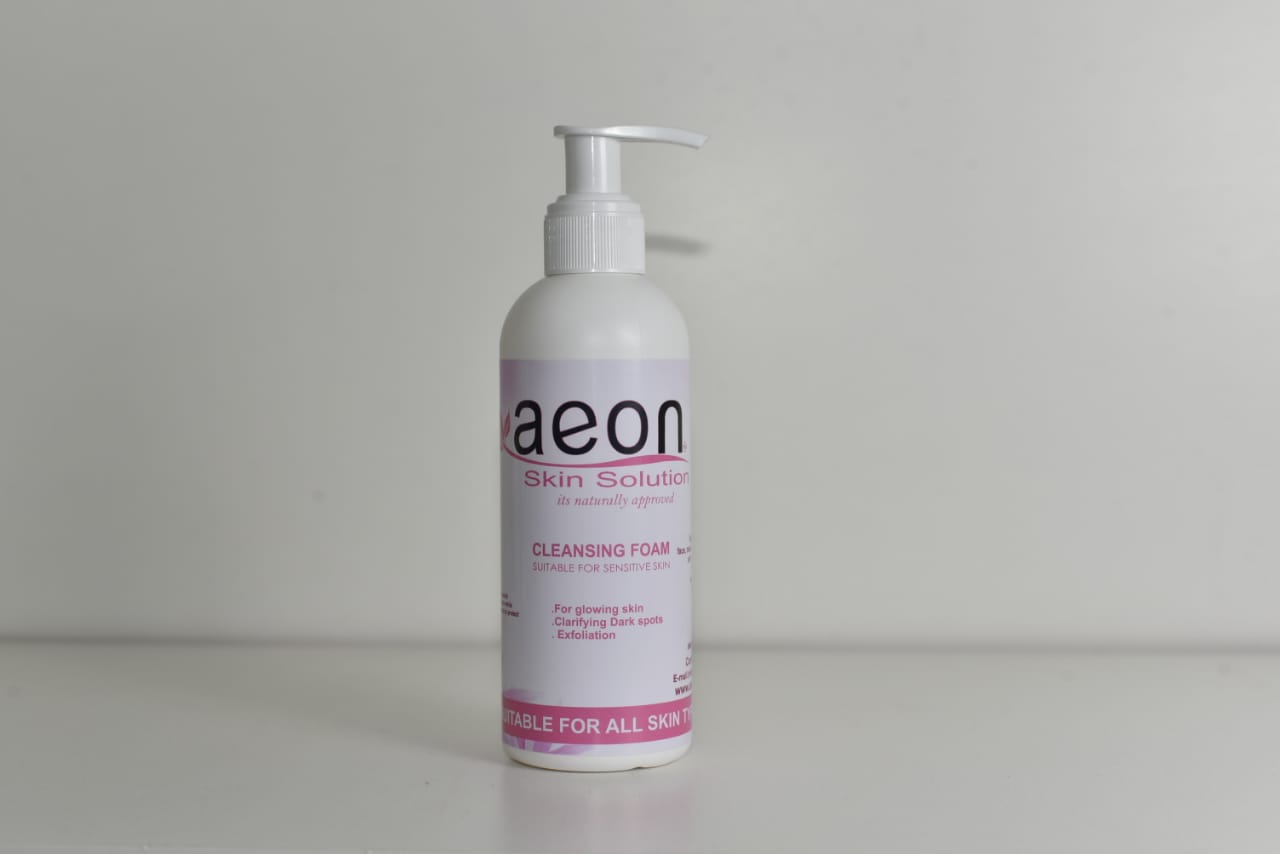 aeon
Skin Solution
its naturally approved
CLEANSING FOAM
SUITABLE FOR SENSITIVE SKIN
.For glowing skin
.Clarifying Dark spots
. Exfoliation
FOR ALL SKIN